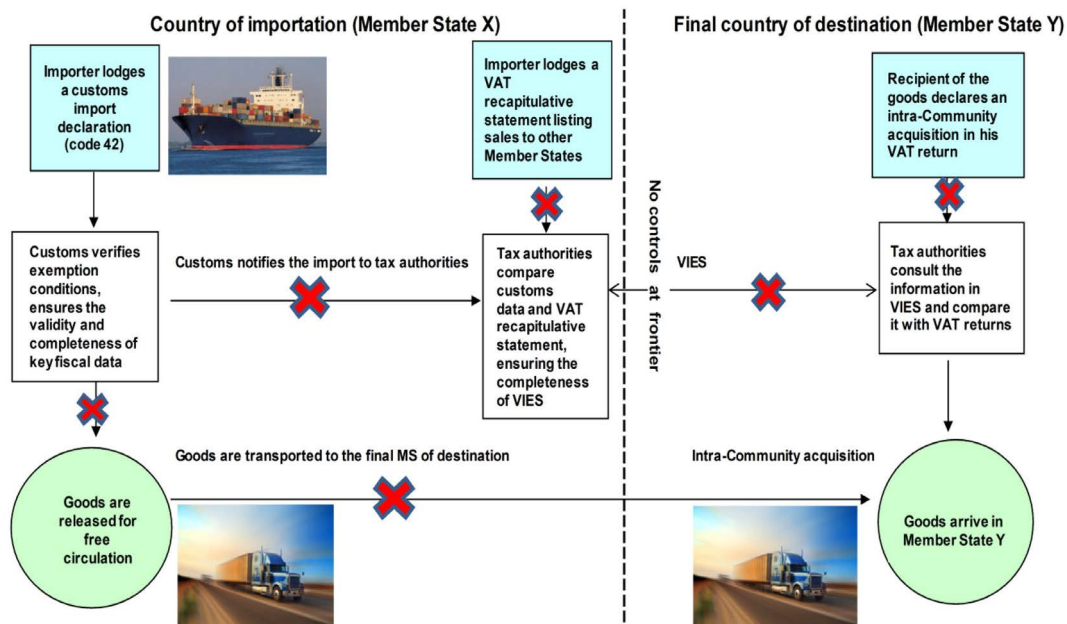 Country of importation (Member State X)
Final country of destination (Member State Y)
Importer lodges
a customs
import
declaration
(code 42)
Importer lodges a
VAT
recapitulative
statement listing
sales to other
Member States
Recipient of the
goods declares an
intra-Community
acquisition in his
VAT return
No controls at frontier
Customs verifies
exemption
conditions,
ensures the
validity and
completeness of
key fiscal data
Customs notifies the import to tax authorities
Tax authorities
compare
customs
data and VAT
recapitulative
statement,
ensuring the
completeness
of VIES
VIES
Tax authorities
consult the
information in
VIES and compare
it with VAT returns
Goods are transported to the final MS of destination
Intra-Community acquisition
Goods are
released for
free
circulation
Goods arrive in
Member State Y